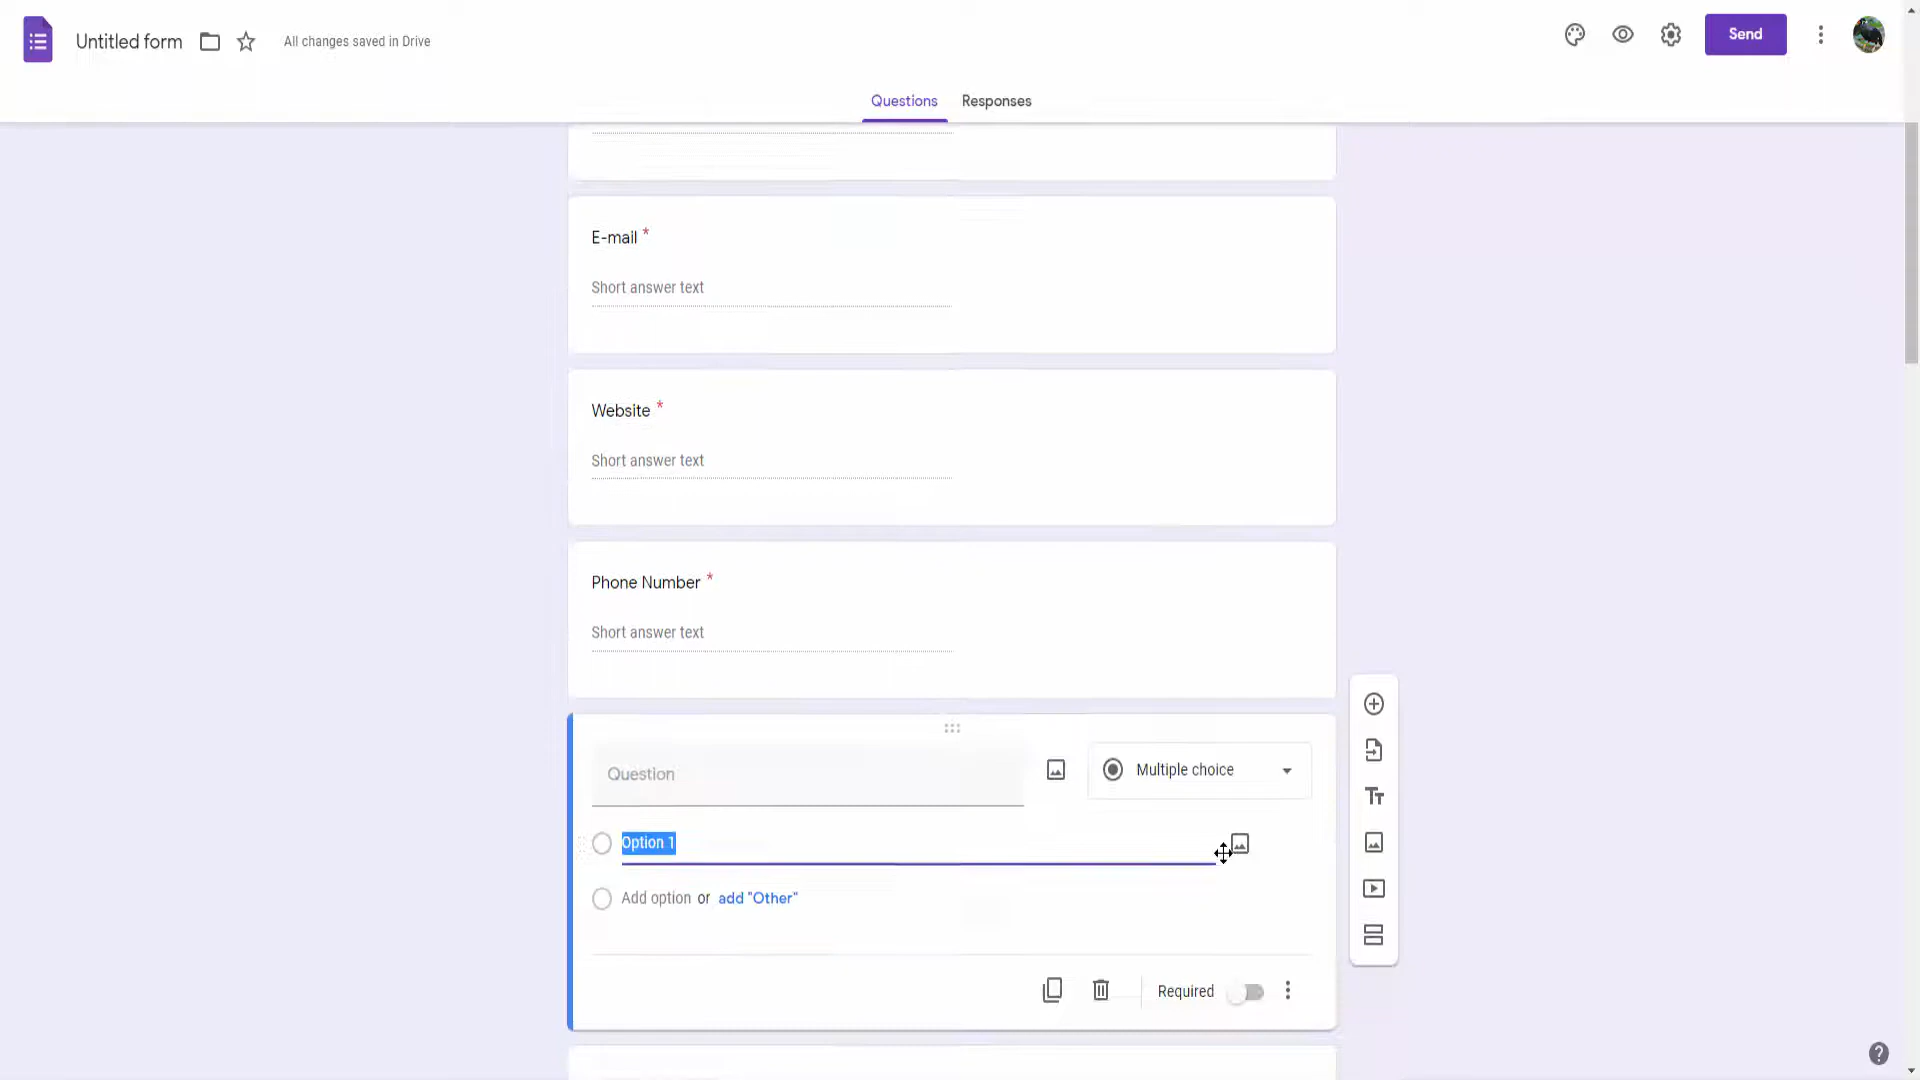 Untitled form
All changes saved in Drive
Send
Questions Responses
E-mail *
Short answer text
Website *
Short answer text
Phone Number *
Short answer text
Question
Multiple choice
Option 1
Add option or add "Other"
Required